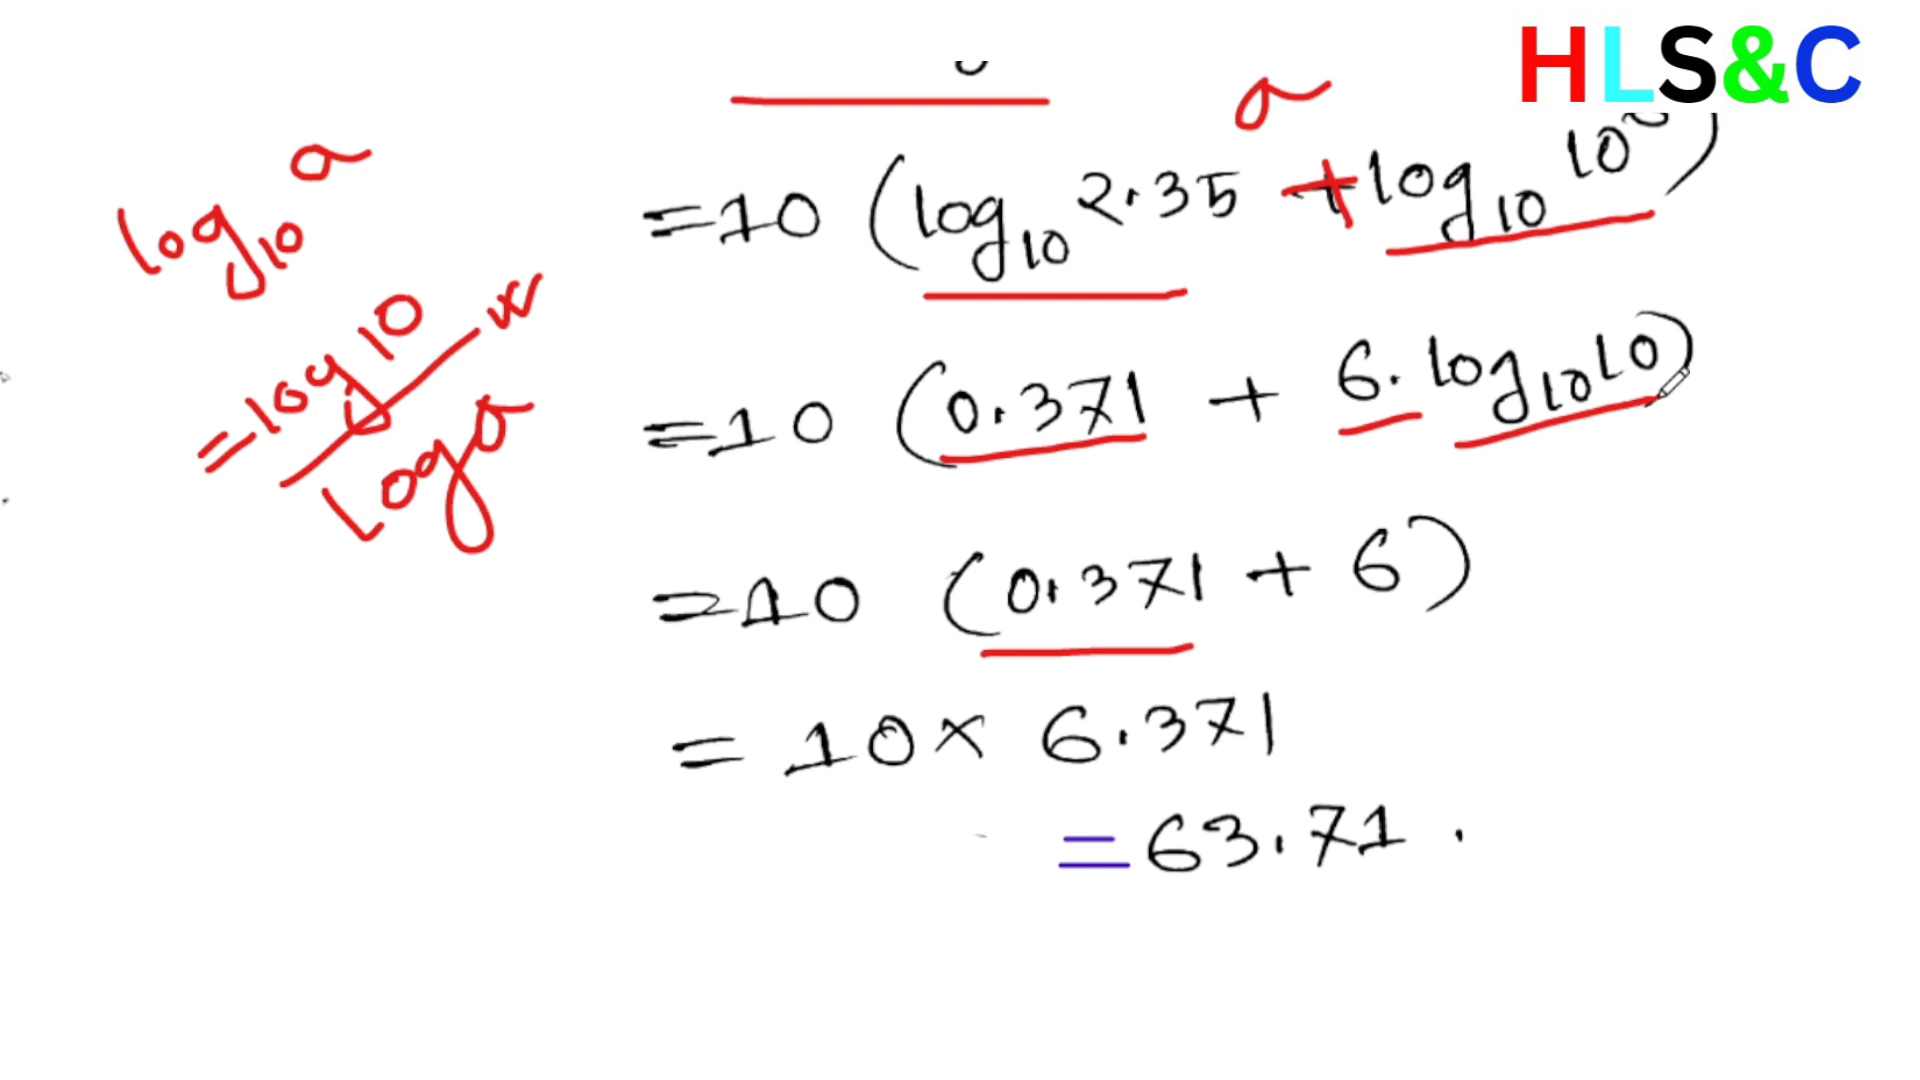 HLS&C
a
log₁₀ a
=10 (log₁₀ 2.35 + log₁₀ 10
= log 10
log a
=10 (0.371 + 6. log₁₀ 10)
=10 (0.371 + 6)
= 10 × 6.371
= 63.71.